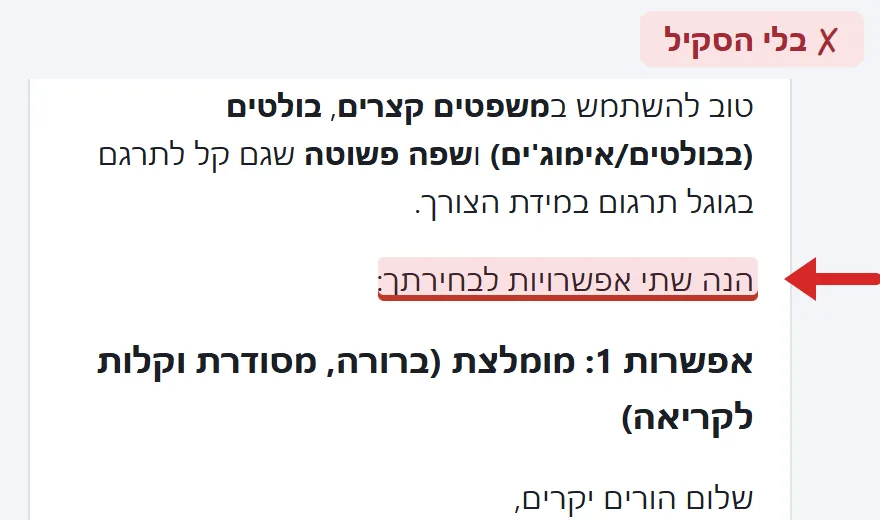 ✗ בלי הסקיל
טוב להשתמש במשפטים קצרים, בולטים
(בבולטים/אימוג'ים) ושפה פשוטה שגם קל לתרגם
בגוגל תרגום במידת הצורך.
הנה שתי אפשרויות לבחירתך:
אפשרות 1: מומלצת (ברורה, מסודרת וקלות
לקריאה)
שלום הורים יקרים,